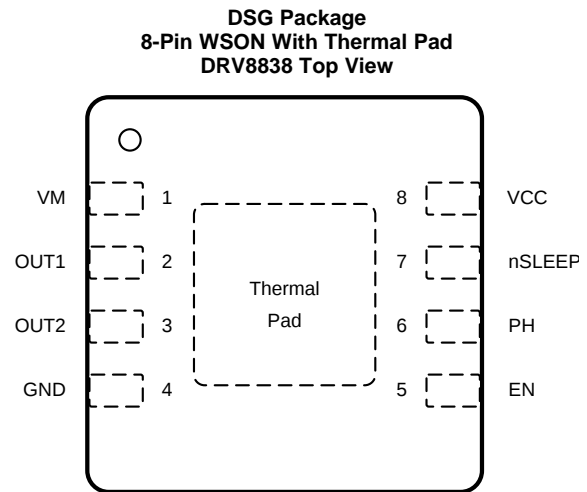 DSG Package
8-Pin WSON With Thermal Pad
DRV8838 Top View
VM 1 8 VCC
OUT1 2 7 nSLEEP
OUT2 3 6 PH
GND 4 5 EN
Thermal
Pad